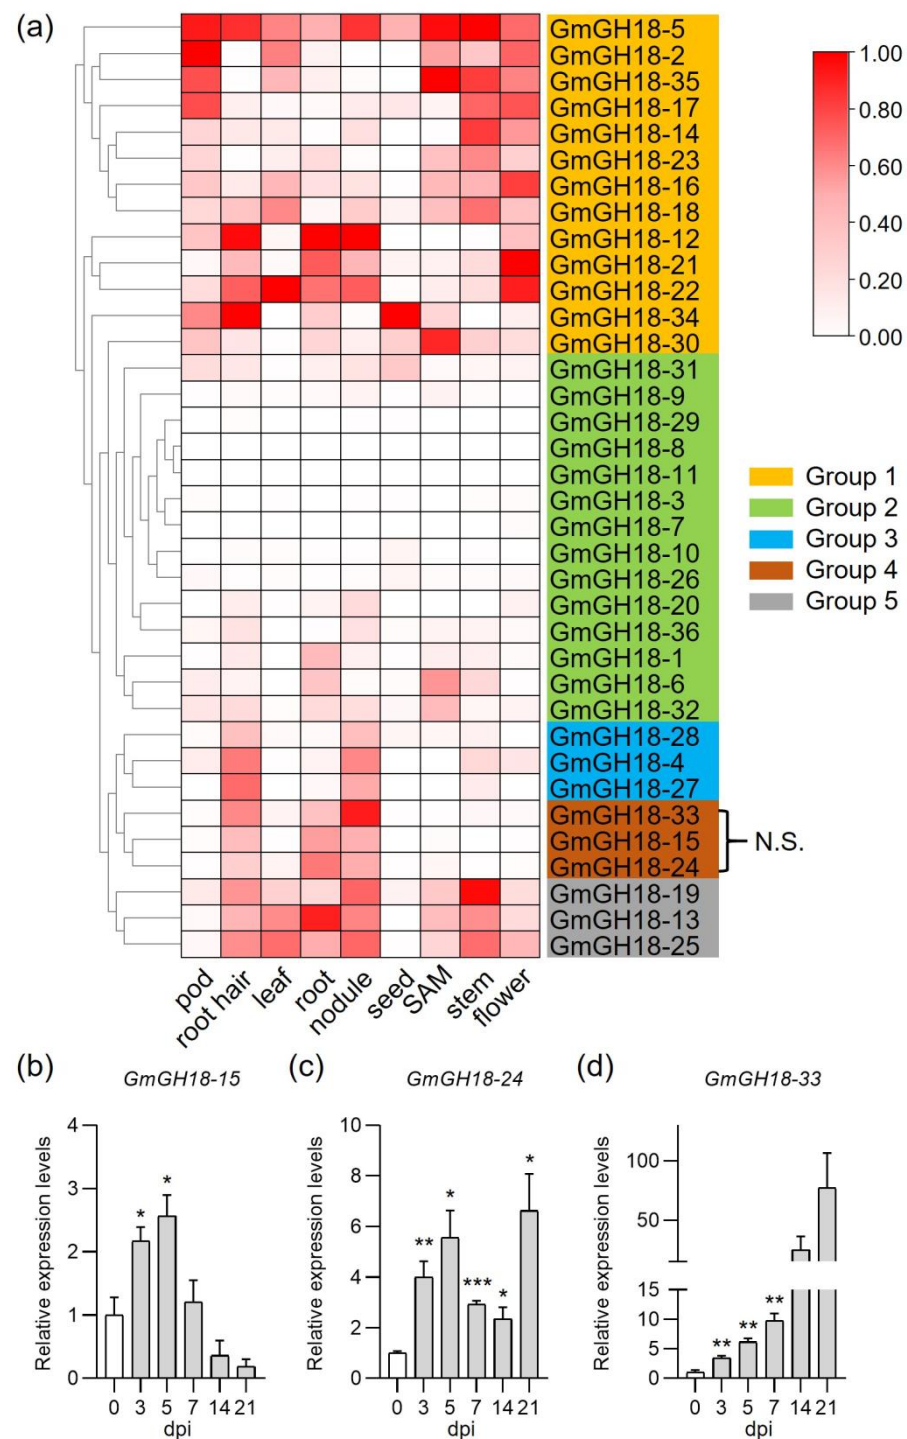 (a)
GmGH18-5
GmGH18-2
GmGH18-35
GmGH18-17
GmGH18-14
GmGH18-23
GmGH18-16
GmGH18-18
GmGH18-12
GmGH18-21
GmGH18-22
GmGH18-34
GmGH18-30
GmGH18-31
GmGH18-9
GmGH18-29
GmGH18-8
GmGH18-11
GmGH18-3
GmGH18-7
GmGH18-10
GmGH18-26
GmGH18-20
GmGH18-36
GmGH18-1
GmGH18-6
GmGH18-32
GmGH18-28
GmGH18-4
GmGH18-27
GmGH18-33
GmGH18-15
GmGH18-24
GmGH18-19
GmGH18-13
GmGH18-25
N.S.
1.00
0.80
0.60
0.40
0.20
0.00
Group 1
Group 2
Group 3
Group 4
Group 5
pod
root hair
leaf
root
nodule
seed
SAM
stem
flower
(b)
GmGH18-15
Relative expression levels
4
3
2
1
0
*
*
0 3 5 7 14 21
dpi
(c)
GmGH18-24
Relative expression levels
10
8
6
4
2
0
**
*
***
*
*
0 3 5 7 14 21
dpi
(d)
GmGH18-33
Relative expression levels
100
50
15
10
5
0
**
**
**
0 3 5 7 14 21
dpi